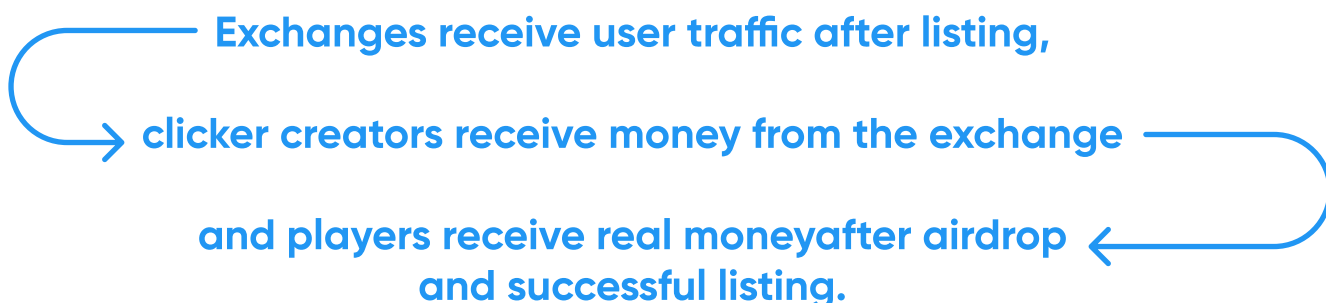 Exchanges receive user traffic after listing,
clicker creators receive money from the exchange
and players receive real moneyafter airdrop
and successful listing.